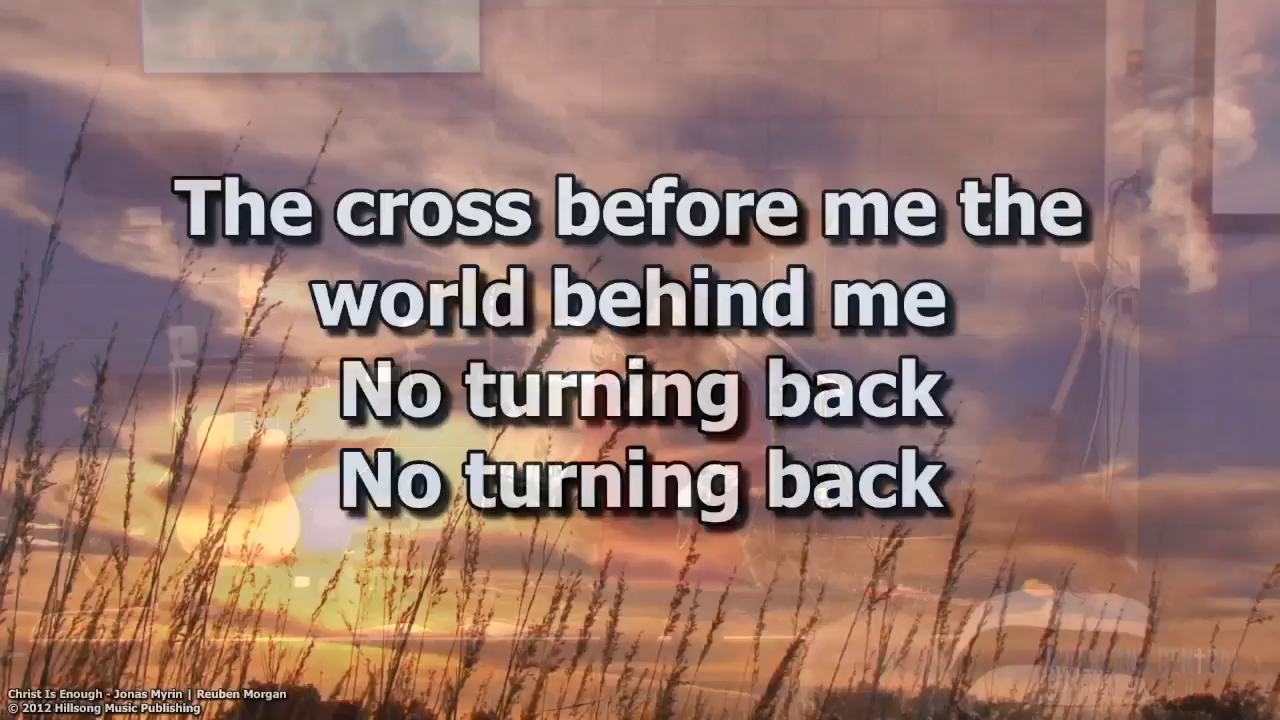 The cross before me the
world behind me
No turning back
No turning back
YAMAHA
Christ Is Enough - Jonas Myrin | Reuben Morgan
© 2012 Hillsong Music Publishing